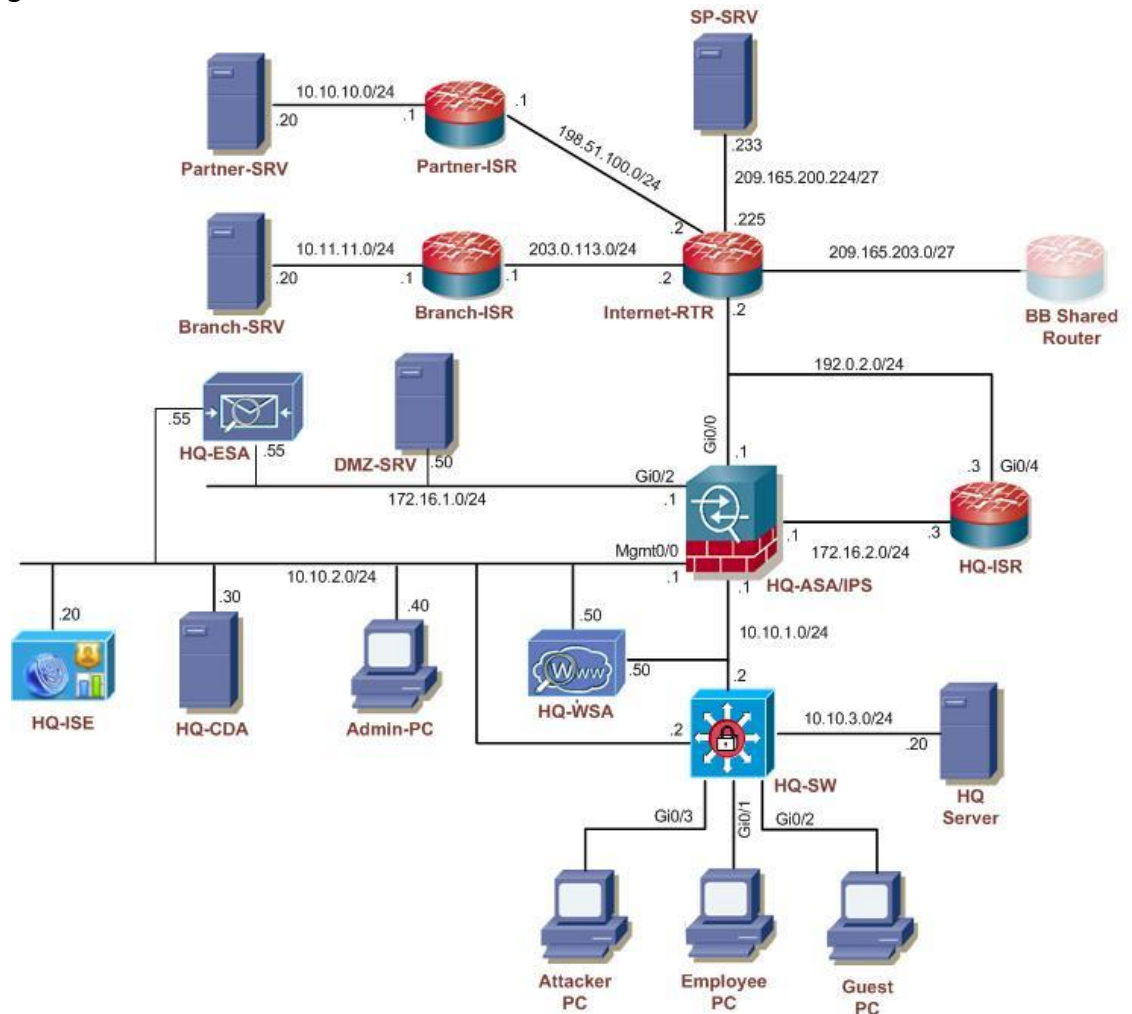 g
SP-SRV
10.10.10.0/24
.20
.1
.1
Partner-SRV
Partner-ISR
198.51.100.0/24
.233
209.165.200.224/27
.225
.2
10.11.11.0/24
203.0.113.0/24
209.165.203.0/27
.20
.1
.1
.2
.2
Branch-SRV
Branch-ISR
Internet-RTR
BB Shared
Router
192.0.2.0/24
.55
HQ-ESA
.55
DMZ-SRV
.50
Gi0/0
.1
.3
Gi0/4
Gi0/2
172.16.1.0/24
.1
.1
.3
172.16.2.0/24
HQ-ISR
Mgmt0/0
10.10.2.0/24
.1
HQ-ASA/IPS
.1
.20
.30
.40
.50
10.10.1.0/24
www
.50
HQ-ISE
HQ-CDA
Admin-PC
HQ-WSA
.2
.2
10.10.3.0/24
.20
HQ-SW
HQ
Server
Gi0/3
Gi0/1
Gi0/2
Attacker
PC
Employee
PC
Guest
PC